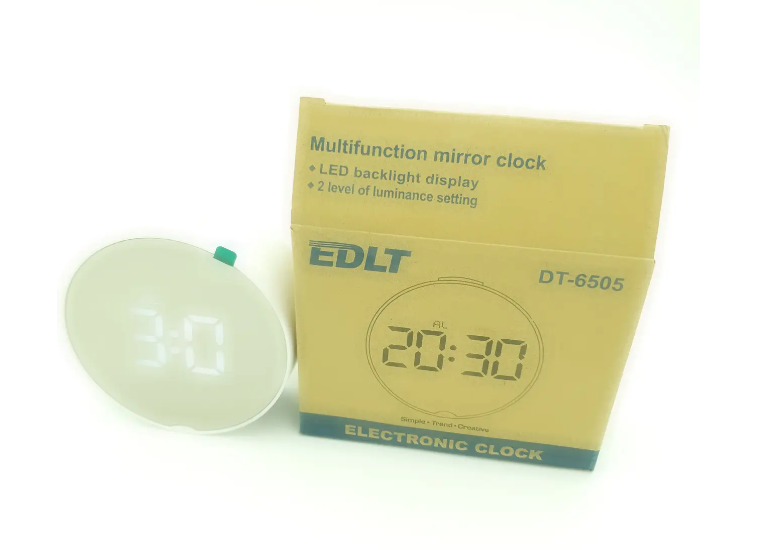 Multifunction mirror clock
◆ LED backlight display
◆ 2 level of luminance setting
EDLT
DT-6505
AL
20:30
Simple • Trend • Creative
ELECTRONIC CLOCK
3:0